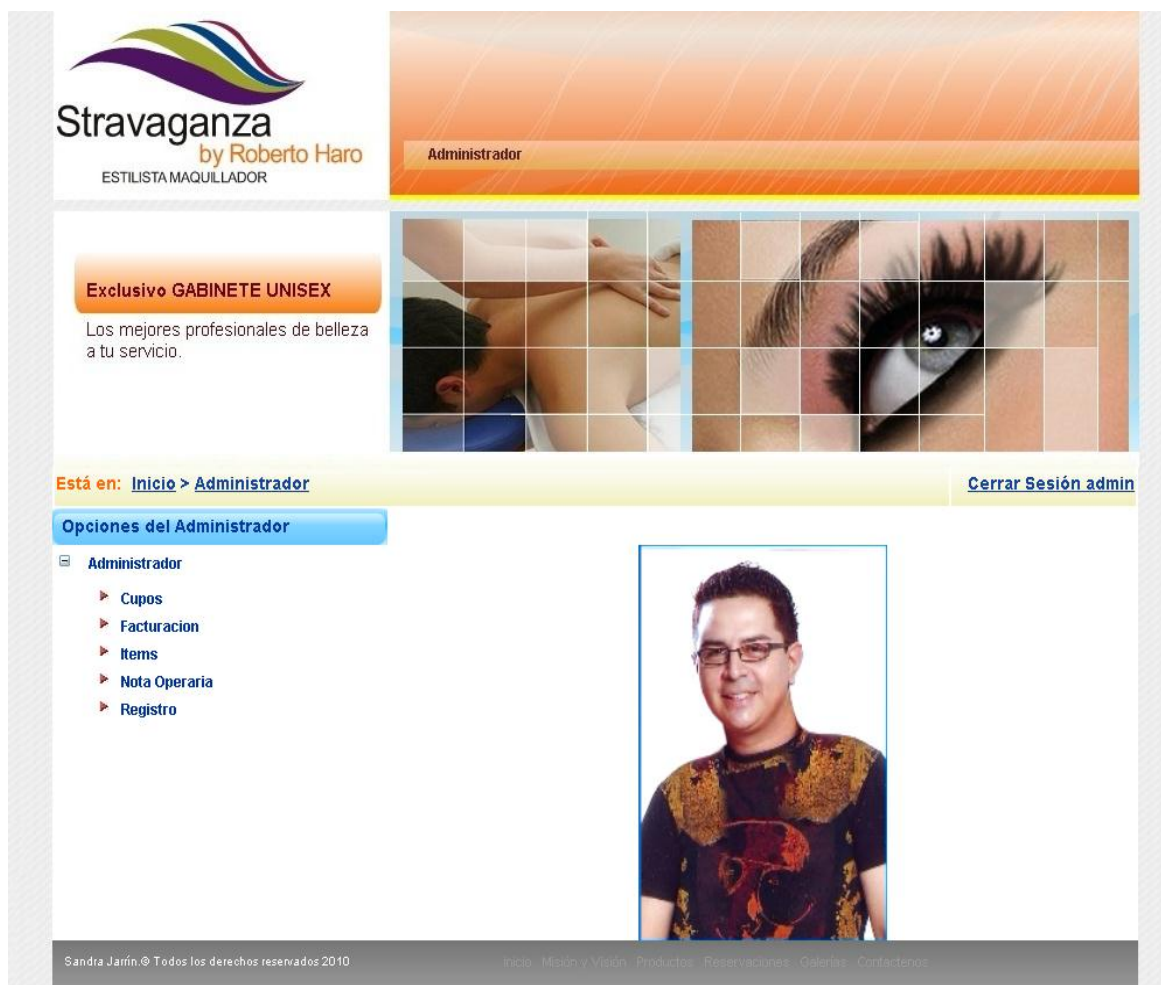 Stravaganza
by Roberto Haro
ESTILISTA MAQUILLADOR
Administrador
Exclusivo GABINETE UNISEX
Los mejores profesionales de belleza
a tu servicio.
Está en: Inicio > Administrador
Cerrar Sesión admin
Opciones del Administrador
Administrador
Cupos
Facturacion
Items
Nota Operaria
Registro
Sandra Jarrín.© Todos los derechos reservados 2010
Inicio Misión y Visión Productos Reservaciones Galerías Contactenos